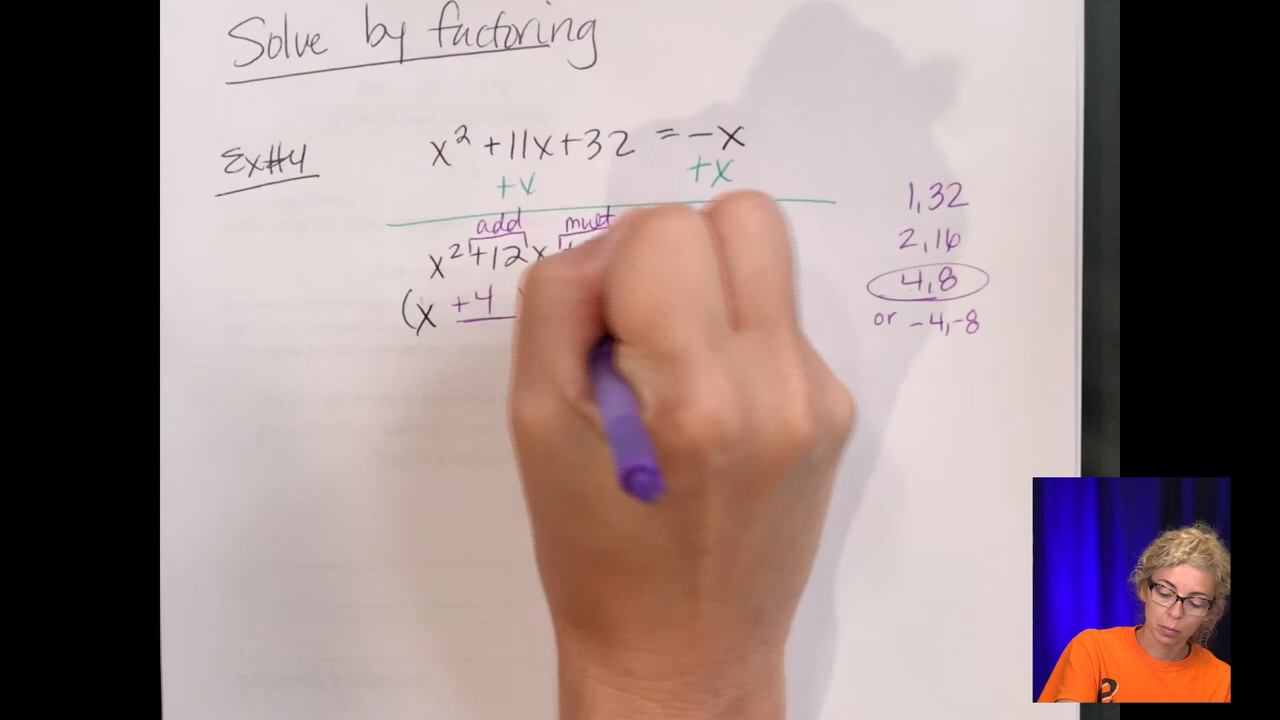 Solve by factoring
Ex#4
x² + 11x + 32 = -x
+x +x
add mult
x² + 12x
(x +4
1, 32
2, 16
4, 8
or -4, -8